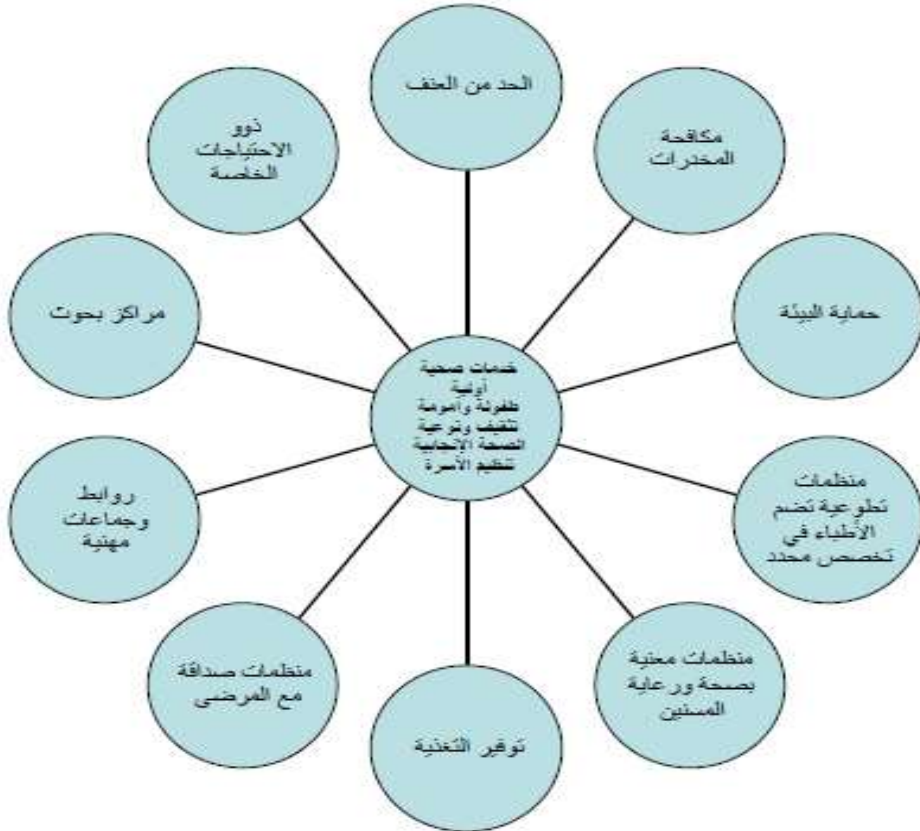 الحد من العنف
مكافحة
المخدرات
حماية البيئة
منظمات
تطوعية تضم
الأطباء في
تخصص محدد
منظمات معنية
بصحة ورعاية
المسنين
توفير التغذية
منظمات صداقة
مع المرضى
روابط
وجماعات
مهنية
مراكز بحوث
ذوو
الاحتياجات
الخاصة
خدمات صحية
أولية
طفولة وأمومة
تثقيف وتوعية
الصحة الإنجابية
تنظيم الأسرة